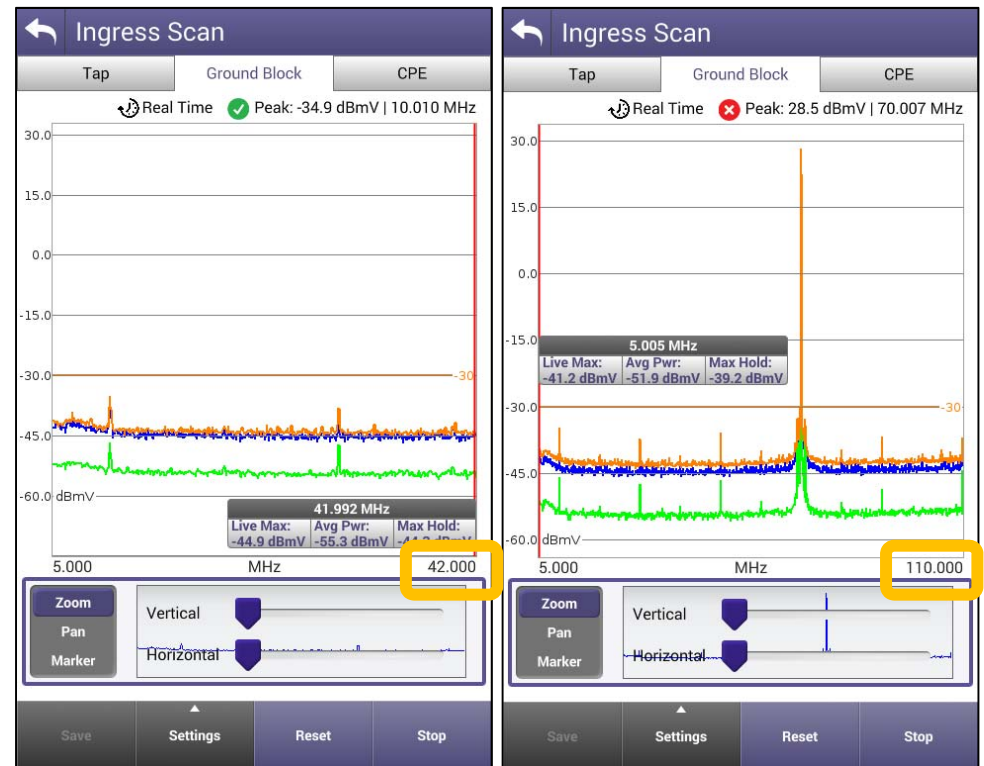 Ingress Scan
Tap Ground Block CPE
Real Time Peak: -34.9 dBmV | 10.010 MHz
30.0
15.0
0.0
-15.0
-30.0 -30
-45.0
-60.0 dBmV
41.992 MHz
Live Max: Avg Pwr: Max Hold:
-44.9 dBmV -55.3 dBmV
5.000 MHz 42.000
Zoom
Pan
Marker
Vertical
Horizontal
Save Settings Reset Stop
Ingress Scan
Tap Ground Block CPE
Real Time Peak: 28.5 dBmV | 70.007 MHz
30.0
15.0
0.0
-15.0
5.005 MHz
Live Max: Avg Pwr: Max Hold:
-41.2 dBmV -51.9 dBmV -39.2 dBmV
-30.0 -30
-45.0
-60.0 dBmV
5.000 MHz 110.000
Zoom
Pan
Marker
Vertical
Horizontal
Save Settings Reset Stop